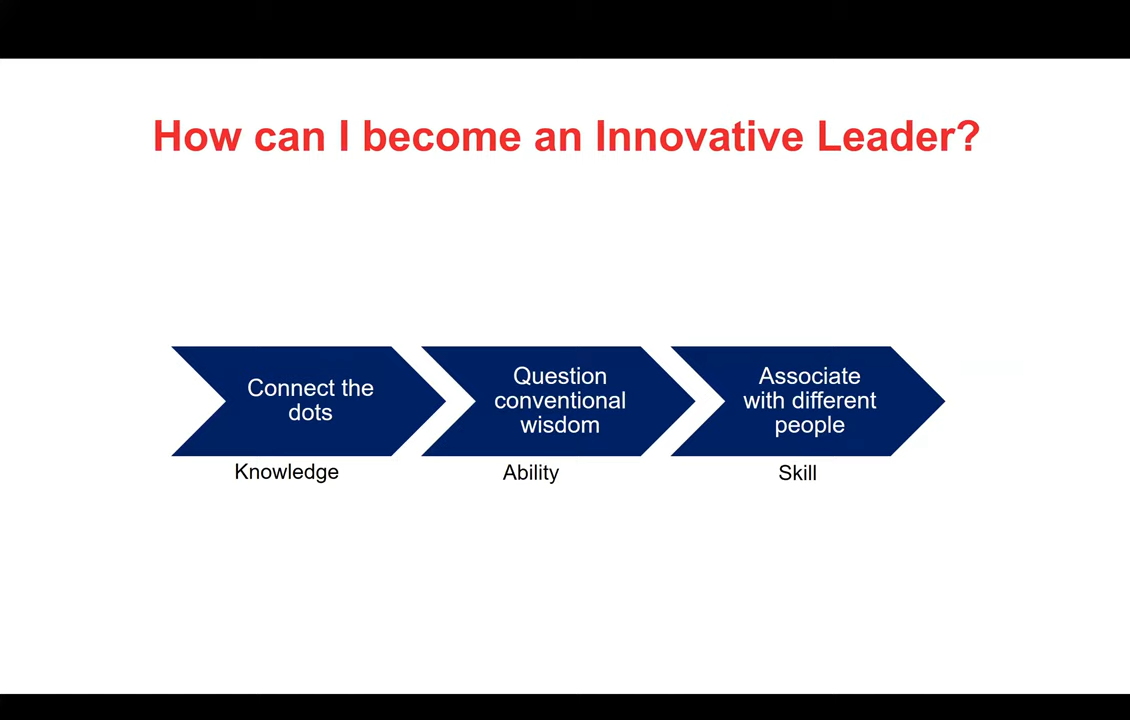 How can I become an Innovative Leader?
Connect the
dots
Question
conventional
wisdom
Associate
with different
people
Knowledge
Ability
Skill